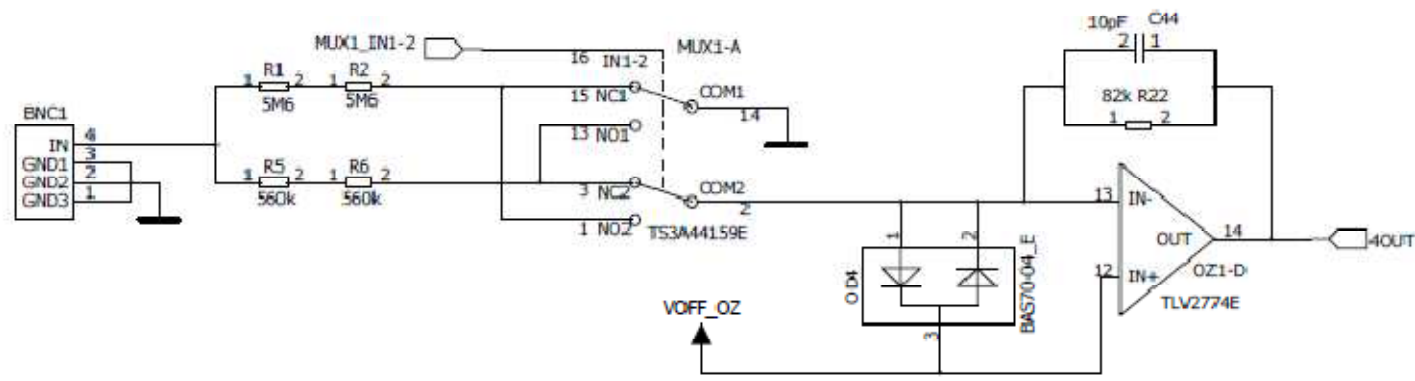 10pF C44
2 1
MUX1_IN1-2
MUX1-A
16 IN1-2
R1 R2
1 2 1 2
5M6 5M6
15 NC1
COM1
14
82k R22
1 2
BNC1
IN 4
GND1 3
GND2 2
GND3 1
13 NO1
R5 R6
1 2 1 2
560k 560k
3 NC2
COM2
2
1 NO2
TS3A44159E
13 IN-
OUT 14
4OUT
12 IN+
OZ1-D
TLV2774E
1 2
OD4
BAS70-04_E
3
VOFF_OZ